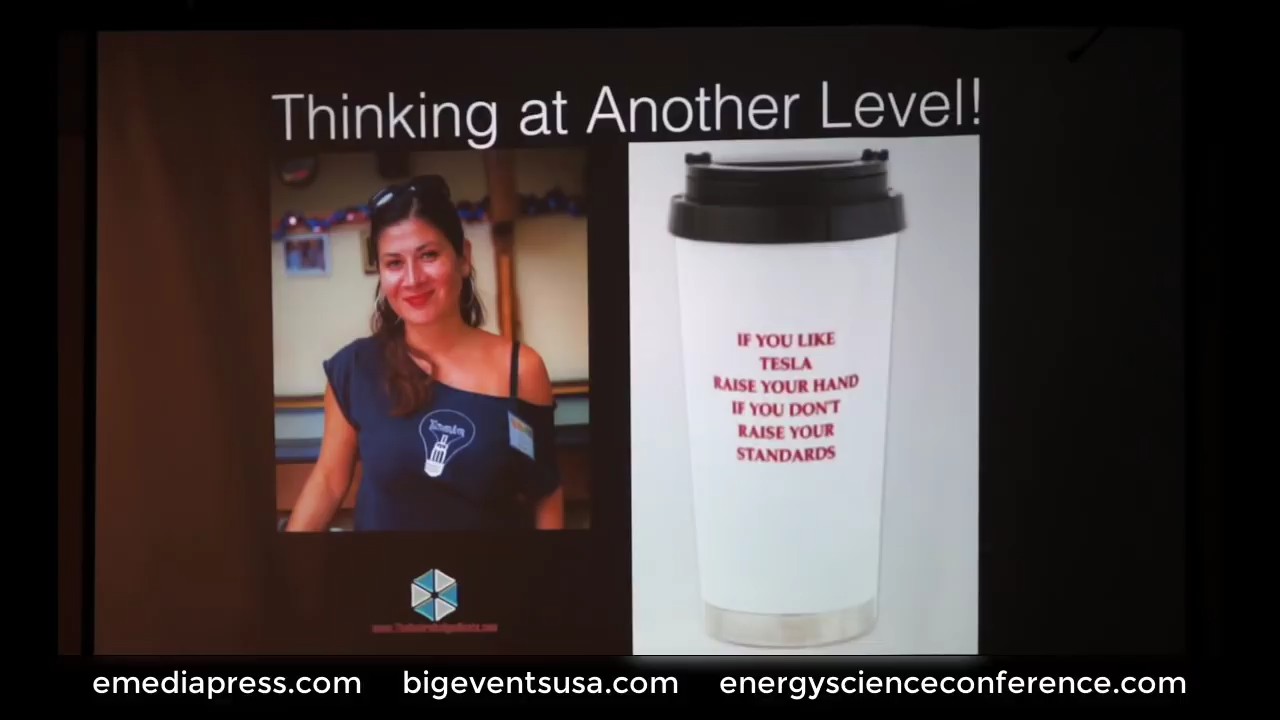 Thinking at Another Level!
IF YOU LIKE
TESLA
RAISE YOUR HAND
IF YOU DON'T
RAISE YOUR
STANDARDS
emediapress.com bigeventsusa.com energyscienceconference.com